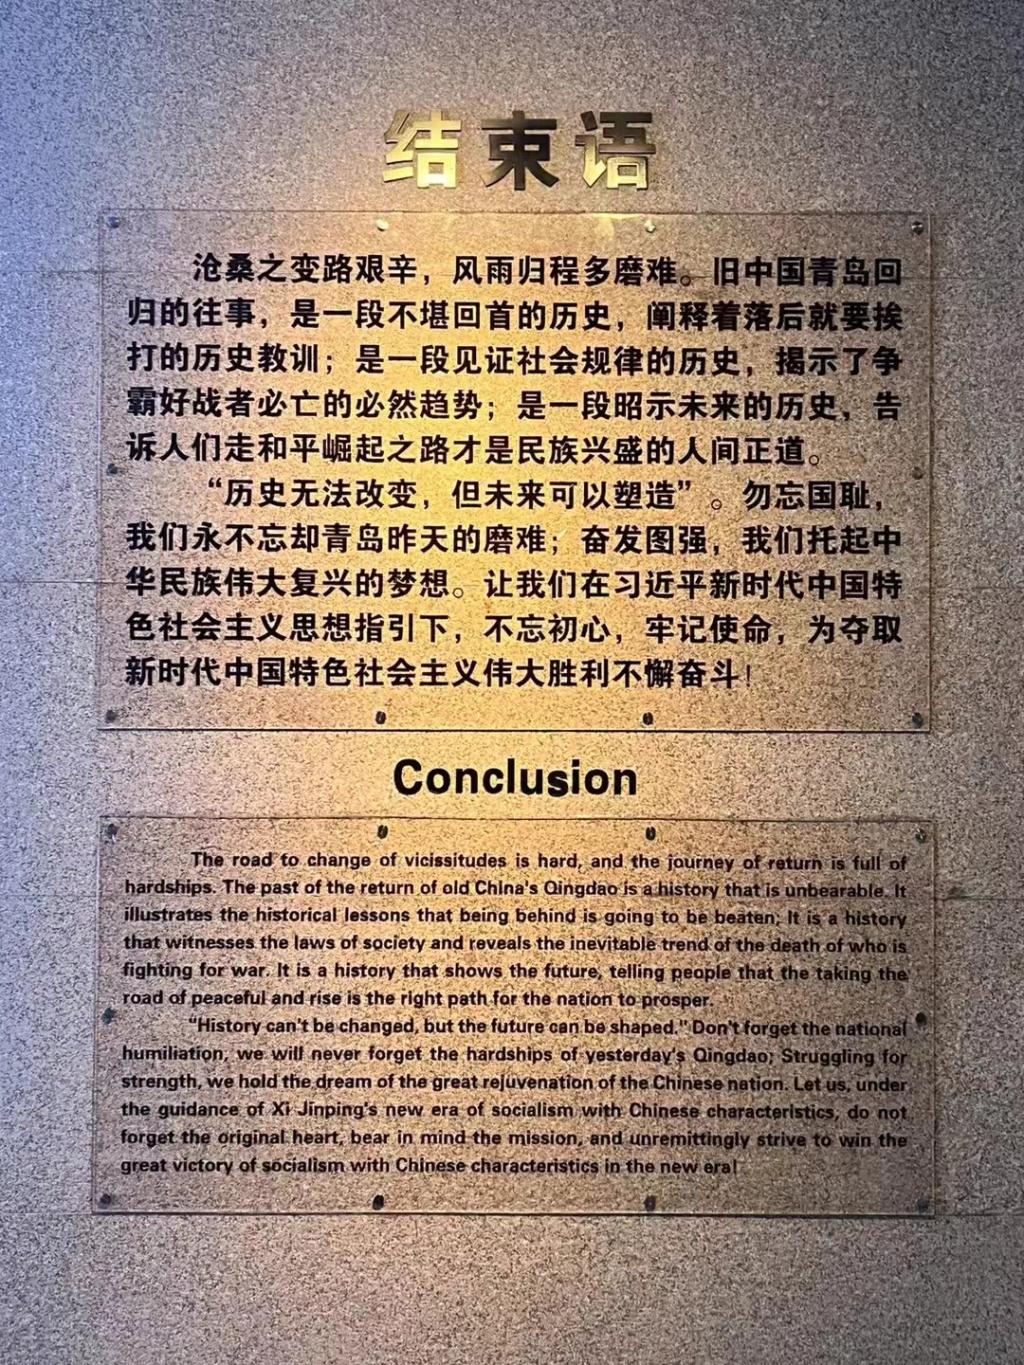 结束语
沧桑之变路艰辛，风雨归程多磨难。旧中国青岛回
归的往事，是一段不堪回首的历史，阐释着落后就要挨
打的历史教训；是一段见证社会规律的历史，揭示了争
霸好战者必亡的必然趋势；是一段昭示未来的历史，告
诉人们走和平崛起之路才是民族兴盛的人间正道。
“历史无法改变，但未来可以塑造”。勿忘国耻，
我们永不忘却青岛昨天的磨难；奋发图强，我们托起中
华民族伟大复兴的梦想。让我们在习近平新时代中国特
色社会主义思想指引下，不忘初心，牢记使命，为夺取
新时代中国特色社会主义伟大胜利不懈奋斗！
Conclusion
The road to change of vicissitudes is hard, and the journey of return is full of
hardships. The past of the return of old China's Qingdao is a history that is unbearable. It
illustrates the historical lessons that being behind is going to be beaten; It is a history
that witnesses the laws of society and reveals the inevitable trend of the death of who is
fighting for war. It is a history that shows the future, telling people that the taking the
road of peaceful and rise is the right path for the nation to prosper.
"History can't be changed, but the future can be shaped." Don't forget the national
humiliation, we will never forget the hardships of yesterday's Qingdao; Struggling for
strength, we hold the dream of the great rejuvenation of the Chinese nation. Let us, under
the guidance of Xi Jinping's new era of socialism with Chinese characteristics, do not
forget the original heart, bear in mind the mission, and unremittingly strive to win the
great victory of socialism with Chinese characteristics in the new era!